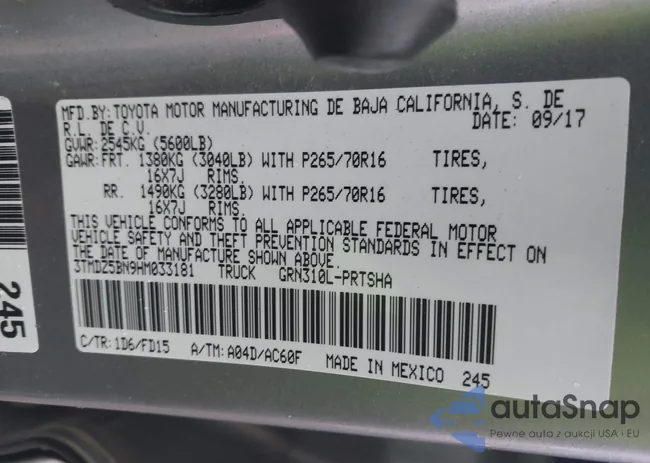 MFD.BY:TOYOTA MOTOR MANUFACTURING DE BAJA CALIFORNIA, S. DE
R.L. DE C.V. DATE: 09/17
GVWR:2545KG (5600LB)
GAWR:FRT. 1380KG (3040LB) WITH P265/70R16 TIRES,
16X7J RIMS.
RR. 1490KG (3280LB) WITH P265/70R16 TIRES,
16X7J RIMS.
THIS VEHICLE CONFORMS TO ALL APPLICABLE FEDERAL MOTOR
VEHICLE SAFETY AND THEFT PREVENTION STANDARDS IN EFFECT ON
THE DATE OF MANUFACTURE SHOWN ABOVE.
3TMDZ5BN9HM033181 TRUCK GRN310L-PRTSHA
C/TR:1D6/FD15 A/TM:A04D/AC60F MADE IN MEXICO 245
245
autaSnap
Pewne auto z aukcji USA i EU